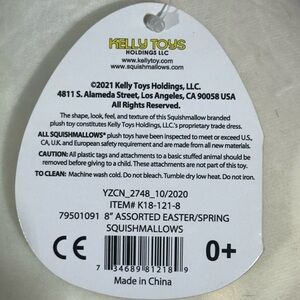 KELLY TOYS
HOLDINGS LLC
www.kellytoy.com
www.squishmallows.com
©2021 Kelly Toys Holdings, LLC.
4811 S. Alameda Street, Los Angeles, CA 90058 USA
All Rights Reserved.
The shape, look, feel, and texture of this Squishmallow branded
plush toy constitutes Kelly Toys Holdings, LLC.'s proprietary trade dress.
ALL SQUISHMALLOWS® plush toys have been inspected to meet or exceed U.S.,
CA, U.K, and European safety requirement and are made from all new materials.
CAUTION: All plastic tags and attachments to a basic stuffed animal should be
removed before giving to a child. These attachments are not part of this toy.
TO CLEAN: Machine wash cold. Do not bleach. Tumble dry low heat. Do not iron.
YZCN_2748_10/2020
ITEM# K18-121-8
79501091 8" ASSORTED EASTER/SPRING
SQUISHMALLOWS
CE
0+
7 34689 81218 9
Made in China